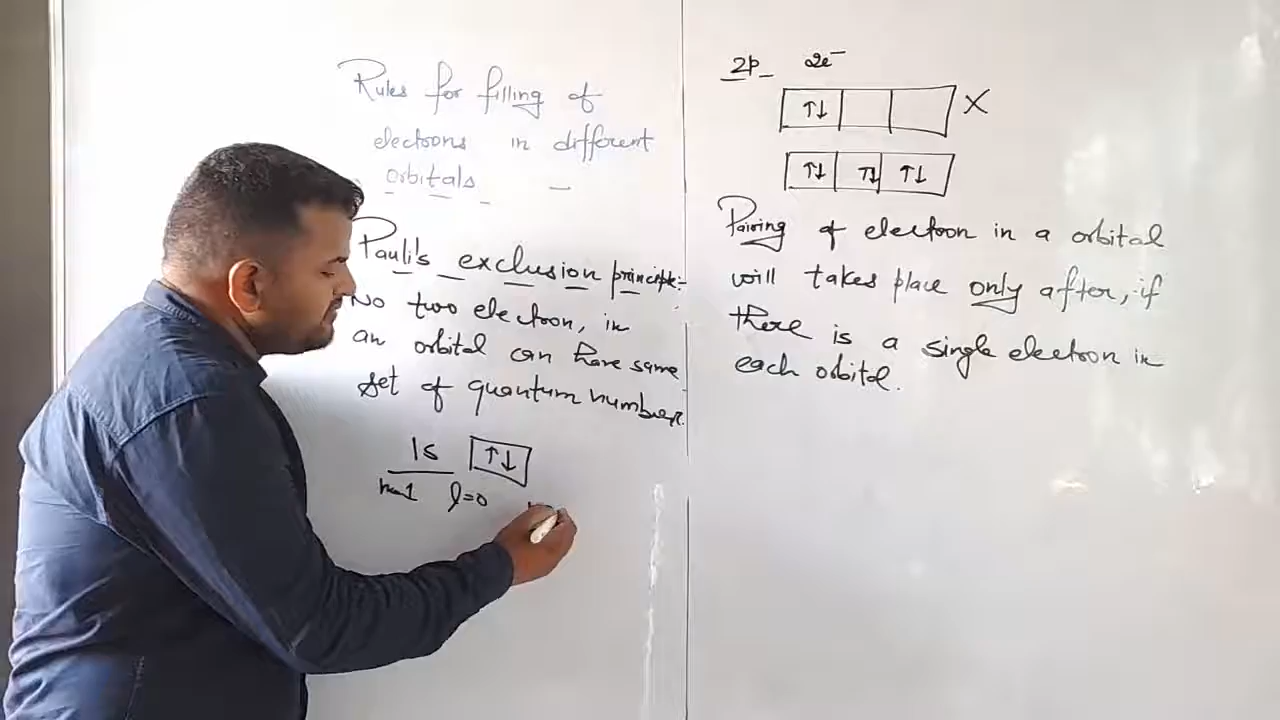 Rules for filling of
electrons in different
orbitals
Pauli's exclusion principle:-
No two electron, in
an orbital can have same
set of quantum number.
1s ↑↓
n=1 l=0
2p 2e⁻
↑↓ X
↑↓ ↑↓ ↑↓
Pairing of electron in a orbital
will takes place only after, if
there is a single electron in
each orbital.